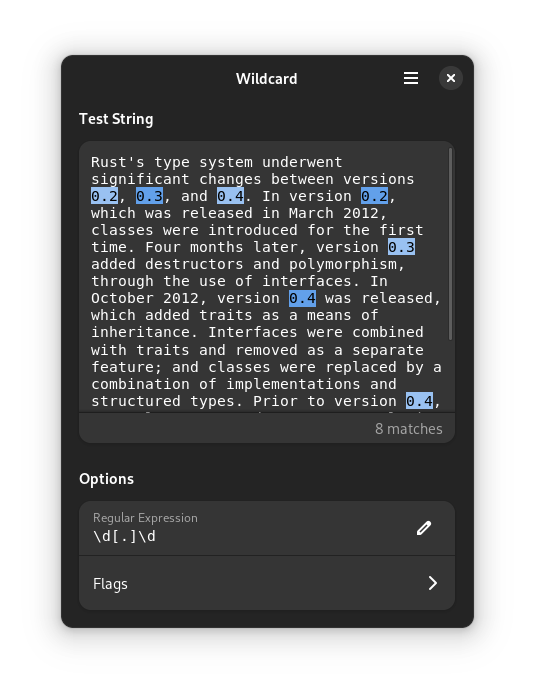 Wildcard
Test String
Rust's type system underwent
significant changes between versions
0.2, 0.3, and 0.4. In version 0.2,
which was released in March 2012,
classes were introduced for the first
time. Four months later, version 0.3
added destructors and polymorphism,
through the use of interfaces. In
October 2012, version 0.4 was released,
which added traits as a means of
inheritance. Interfaces were combined
with traits and removed as a separate
feature; and classes were replaced by a
combination of implementations and
structured types. Prior to version 0.4,
8 matches
Options
Regular Expression
\d[.]\d
Flags